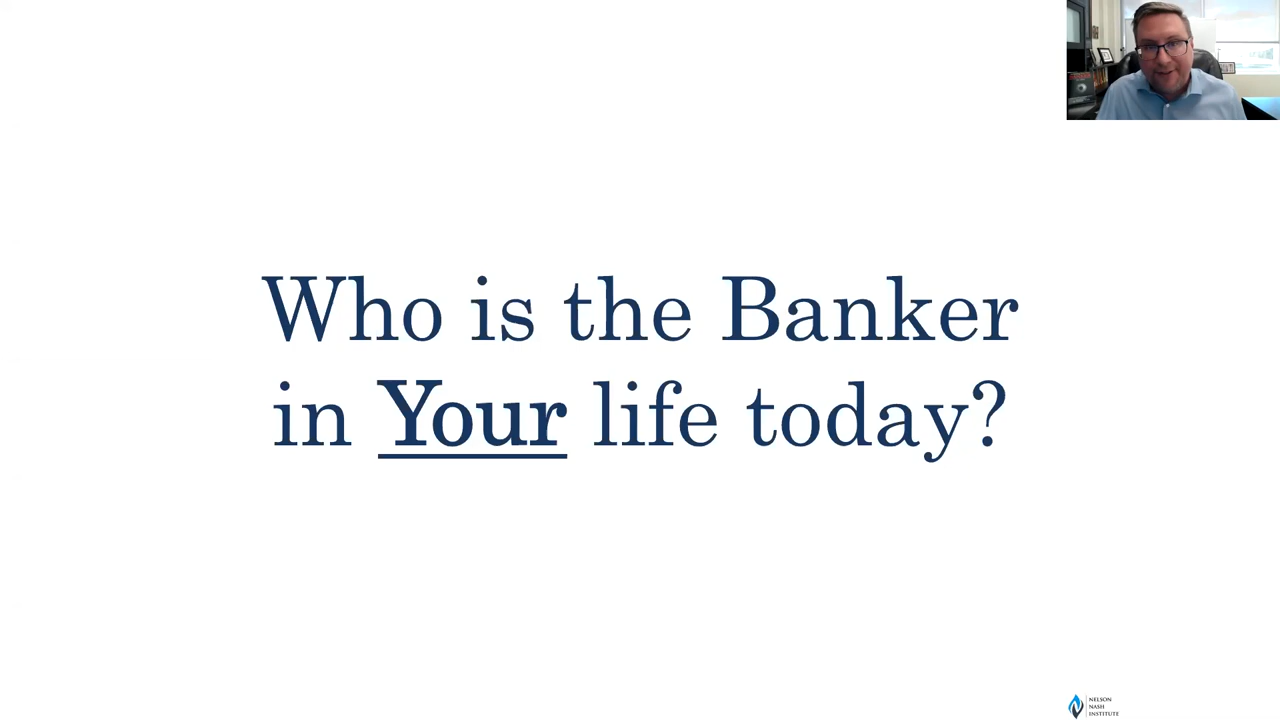 Who is the Banker
in Your life today?
NELSON
NASH
INSTITUTE